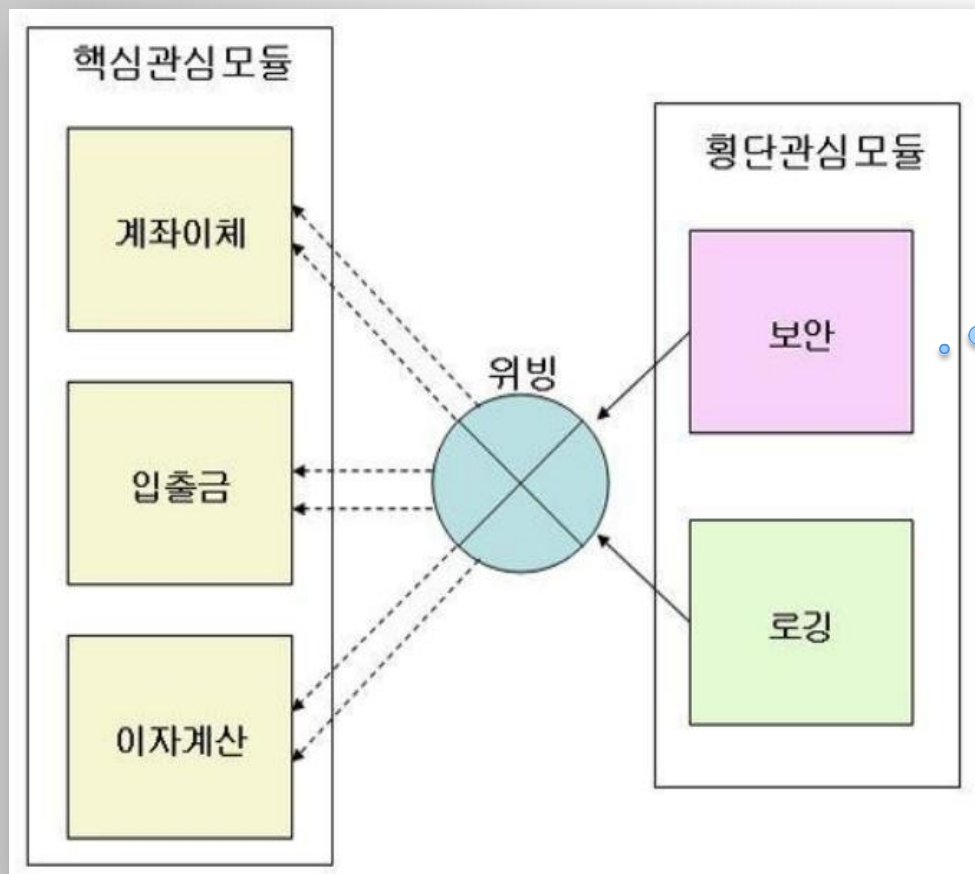 핵심관심모듈
계좌이체
입출금
이자계산
위빙
횡단관심모듈
보안
로깅